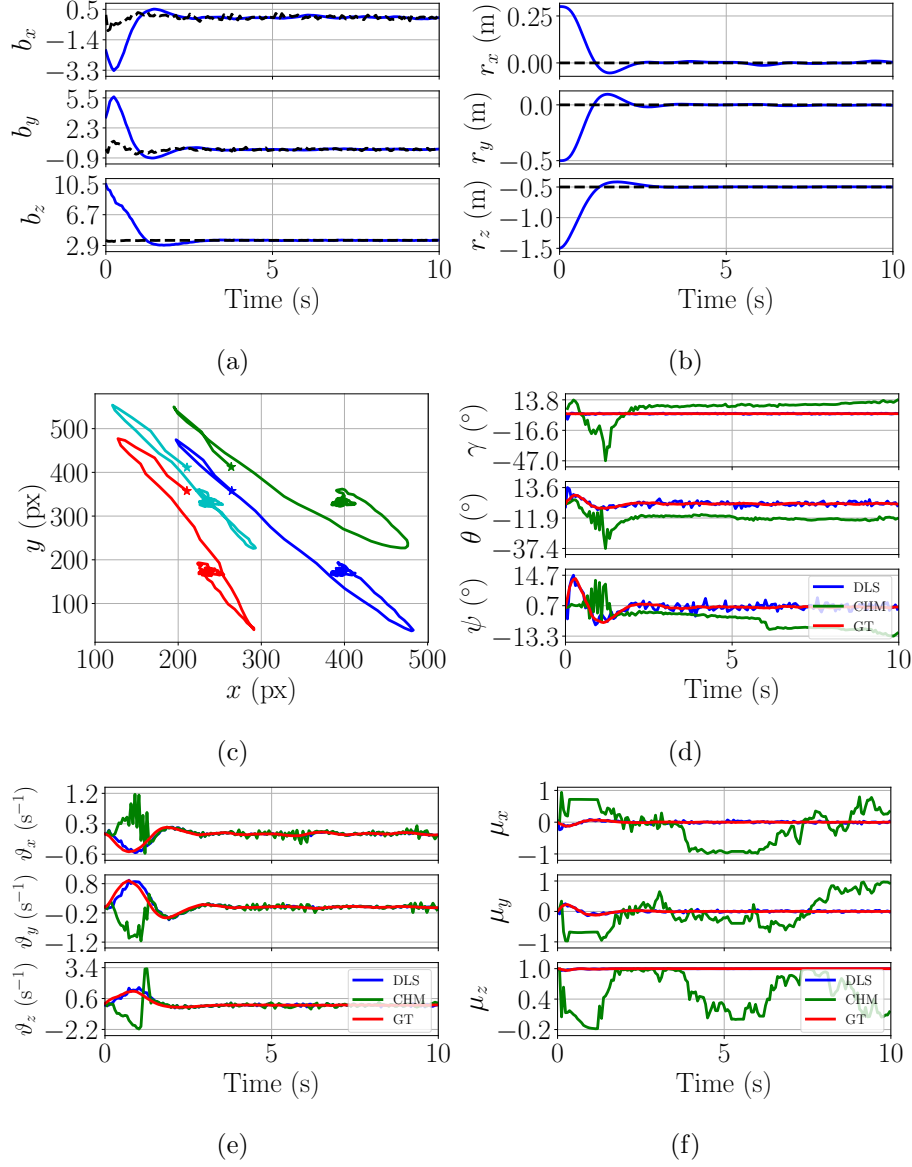 0.5
−1.4
−3.3
b_x
5.5
2.3
−0.9
b_y
10.5
6.7
2.9
b_z
0 5 10
Time (s)
(a)
0.25
0.00
r_x (m)
0.0
−0.5
r_y (m)
−0.5
−1.0
−1.5
r_z (m)
0 5 10
Time (s)
(b)
500
400
300
200
100
y (px)
100 200 300 400 500
x (px)
(c)
13.8
−16.6
−47.0
γ (°)
13.6
−11.9
−37.4
θ (°)
14.7
0.7
−13.3
ψ (°)
DLS
CHM
GT
0 5 10
Time (s)
(d)
1.2
0.3
−0.6
ϑ_x (s⁻¹)
0.8
−0.2
−1.2
ϑ_y (s⁻¹)
3.4
0.6
−2.2
ϑ_z (s⁻¹)
DLS
CHM
GT
0 5 10
Time (s)
(e)
1
0
−1
μ_x
1
0
−1
μ_y
1.0
0.4
−0.2
μ_z
DLS
CHM
GT
0 5 10
Time (s)
(f)